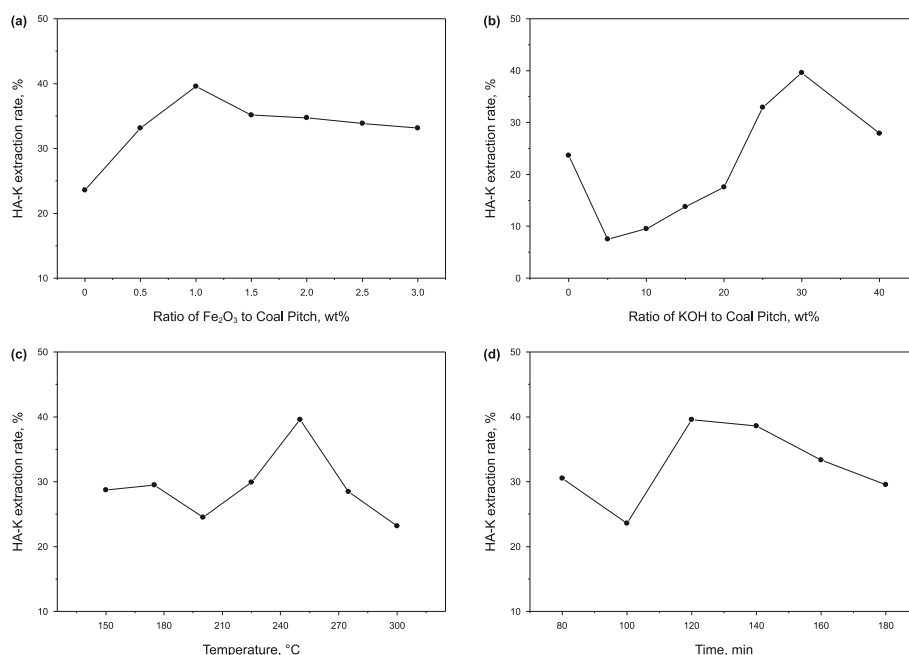 (a)
50
40
30
20
10
HA-K extraction rate, %
0 0.5 1.0 1.5 2.0 2.5 3.0
Ratio of Fe₂O₃ to Coal Pitch, wt%
(b)
50
40
30
20
10
0
HA-K extraction rate, %
0 10 20 30 40
Ratio of KOH to Coal Pitch, wt%
(c)
50
40
30
20
10
HA-K extraction rate, %
150 180 210 240 270 300
Temperature, °C
(d)
50
40
30
20
10
HA-K extraction rate, %
80 100 120 140 160 180
Time, min